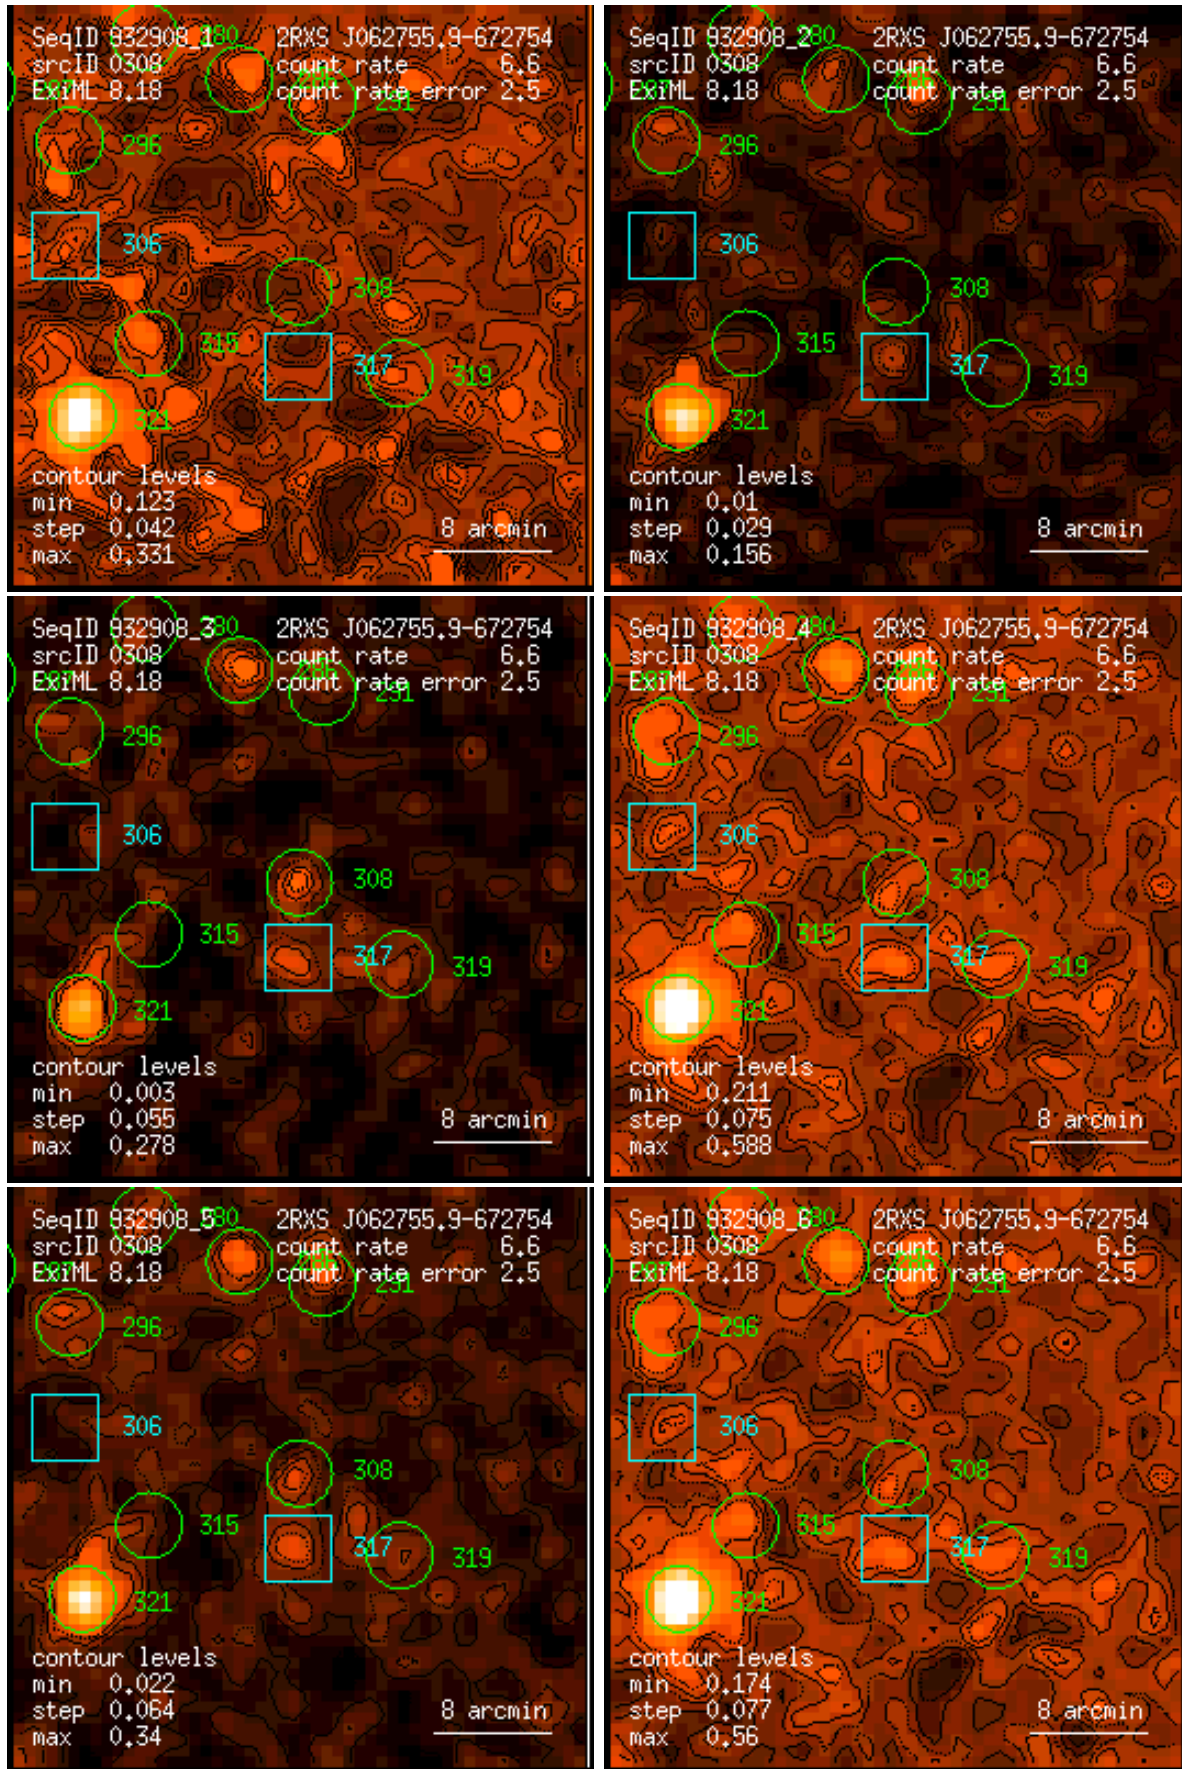 SeqID 932908_1 280 2RXS J062755.9-672754
srcID 0308 count rate 6.6
ExiML 8.18 count rate error 2.5
291
296
306
308
315 317 319
321
contour levels
min 0.123
step 0.042 8 arcmin
max 0.331
SeqID 932908_2 280 2RXS J062755.9-672754
srcID 0308 count rate 6.6
ExiML 8.18 count rate error 2.5
291
296
306
308
315 317 319
321
contour levels
min 0.01
step 0.029 8 arcmin
max 0.156
SeqID 932908_3 280 2RXS J062755.9-672754
srcID 0308 count rate 6.6
ExiML 8.18 count rate error 2.5
291
296
306
308
315 317 319
321
contour levels
min 0.003
step 0.055 8 arcmin
max 0.278
SeqID 932908_4 280 2RXS J062755.9-672754
srcID 0308 count rate 6.6
ExiML 8.18 count rate error 2.5
291
296
306
308
315 317 319
321
contour levels
min 0.211
step 0.075 8 arcmin
max 0.588
SeqID 932908_5 280 2RXS J062755.9-672754
srcID 0308 count rate 6.6
ExiML 8.18 count rate error 2.5
291
296
306
308
315 317 319
321
contour levels
min 0.022
step 0.064 8 arcmin
max 0.34
SeqID 932908_6 280 2RXS J062755.9-672754
srcID 0308 count rate 6.6
ExiML 8.18 count rate error 2.5
291
296
306
308
315 317 319
321
contour levels
min 0.174
step 0.077 8 arcmin
max 0.56